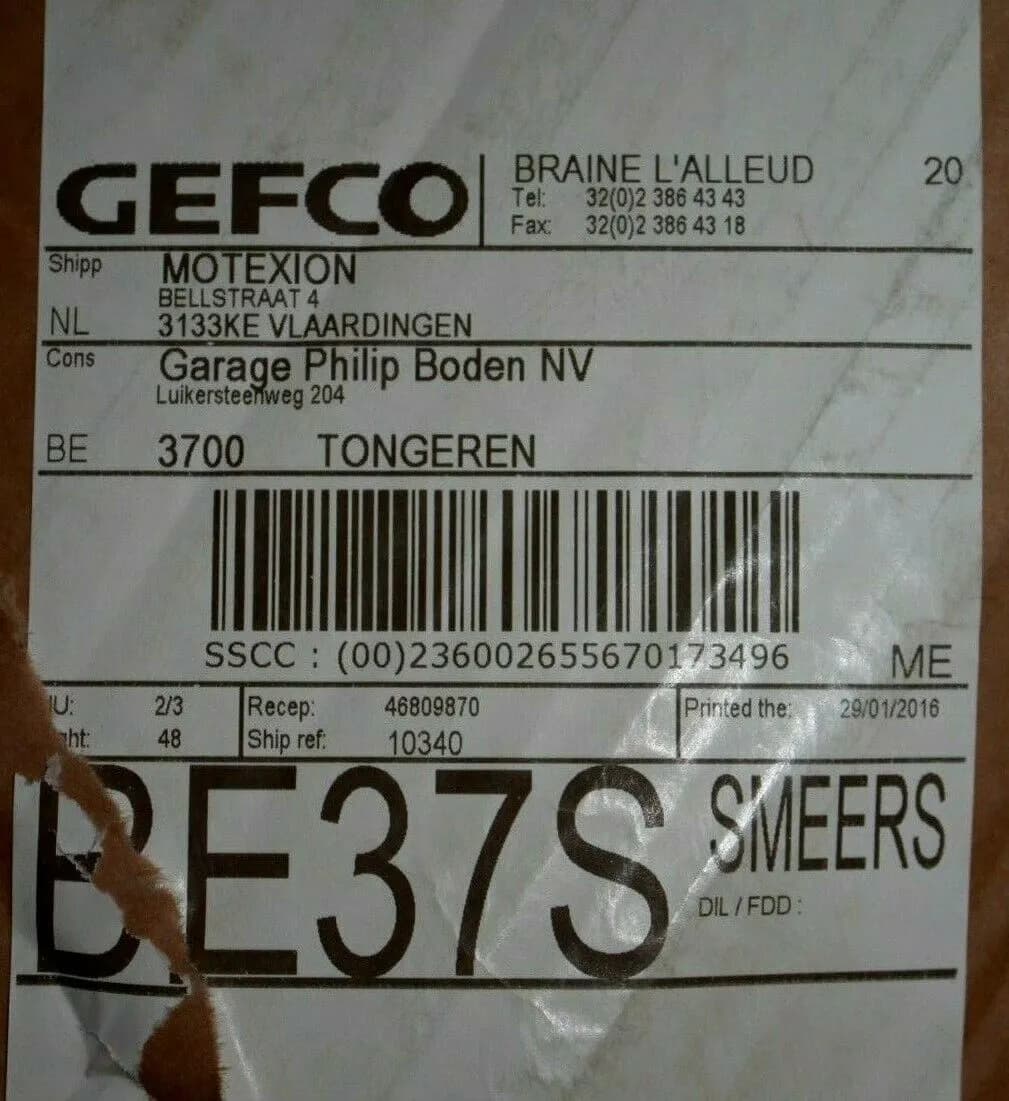 GEFCO
BRAINE L'ALLEUD 20
Tel: 32(0)2 386 43 43
Fax: 32(0)2 386 43 18
Shipp MOTEXION
BELLSTRAAT 4
NL 3133KE VLAARDINGEN
Cons Garage Philip Boden NV
Luikersteenweg 204
BE 3700 TONGEREN
SSCC : (00)236002655670173496
ME
U: 2/3 Recep: 46809870 Printed the: 29/01/2016
ht: 48 Ship ref: 10340
BE37S SMEERS
DIL / FDD :